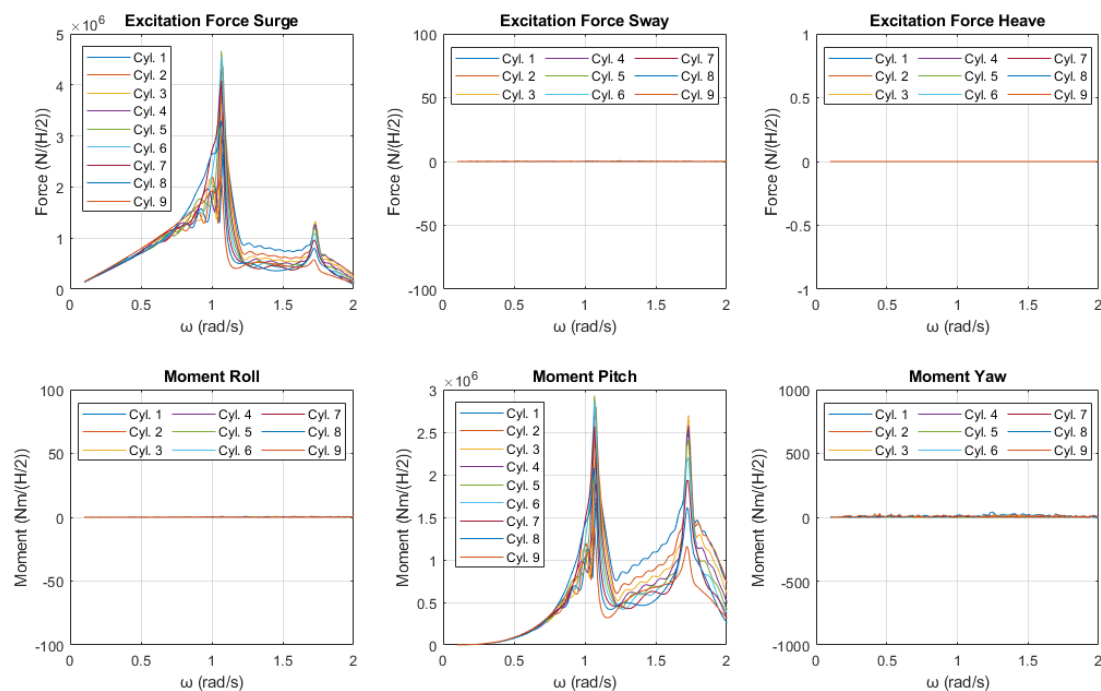 Excitation Force Surge
×10⁶
5
4
3
2
1
0
Force (N/(H/2))
Cyl. 1
Cyl. 2
Cyl. 3
Cyl. 4
Cyl. 5
Cyl. 6
Cyl. 7
Cyl. 8
Cyl. 9
0 0.5 1 1.5 2
ω (rad/s)
Excitation Force Sway
100
50
0
-50
-100
Force (N/(H/2))
Cyl. 1 Cyl. 4 Cyl. 7
Cyl. 2 Cyl. 5 Cyl. 8
Cyl. 3 Cyl. 6 Cyl. 9
0 0.5 1 1.5 2
ω (rad/s)
Excitation Force Heave
1
0.5
0
-0.5
-1
Force (N/(H/2))
Cyl. 1 Cyl. 4 Cyl. 7
Cyl. 2 Cyl. 5 Cyl. 8
Cyl. 3 Cyl. 6 Cyl. 9
0 0.5 1 1.5 2
ω (rad/s)
Moment Roll
100
50
0
-50
-100
Moment (Nm/(H/2))
Cyl. 1 Cyl. 4 Cyl. 7
Cyl. 2 Cyl. 5 Cyl. 8
Cyl. 3 Cyl. 6 Cyl. 9
0 0.5 1 1.5 2
ω (rad/s)
Moment Pitch
×10⁶
3
2.5
2
1.5
1
0.5
0
Moment (Nm/(H/2))
Cyl. 1
Cyl. 2
Cyl. 3
Cyl. 4
Cyl. 5
Cyl. 6
Cyl. 7
Cyl. 8
Cyl. 9
0 0.5 1 1.5 2
ω (rad/s)
Moment Yaw
1000
500
0
-500
-1000
Moment (Nm/(H/2))
Cyl. 1 Cyl. 4 Cyl. 7
Cyl. 2 Cyl. 5 Cyl. 8
Cyl. 3 Cyl. 6 Cyl. 9
0 0.5 1 1.5 2
ω (rad/s)